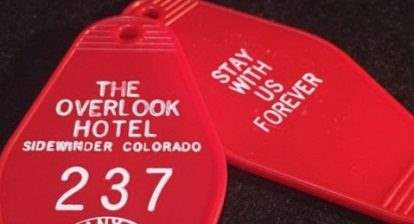 THE
OVERLOOK
HOTEL
SIDEWINDER COLORADO
237
STAY
WITH
US
FOREVER